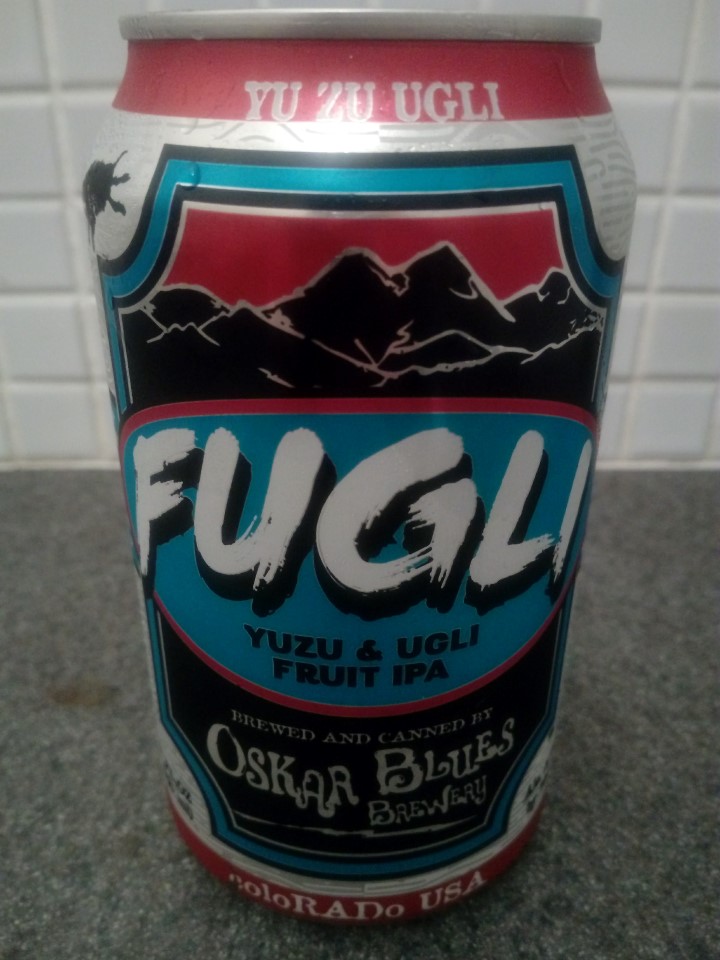 YU ZU UGLI
FUGLI
YUZU & UGLI
FRUIT IPA
BREWED AND CANNED BY
OSKAR BLUES
BREWERY
coloRADo USA